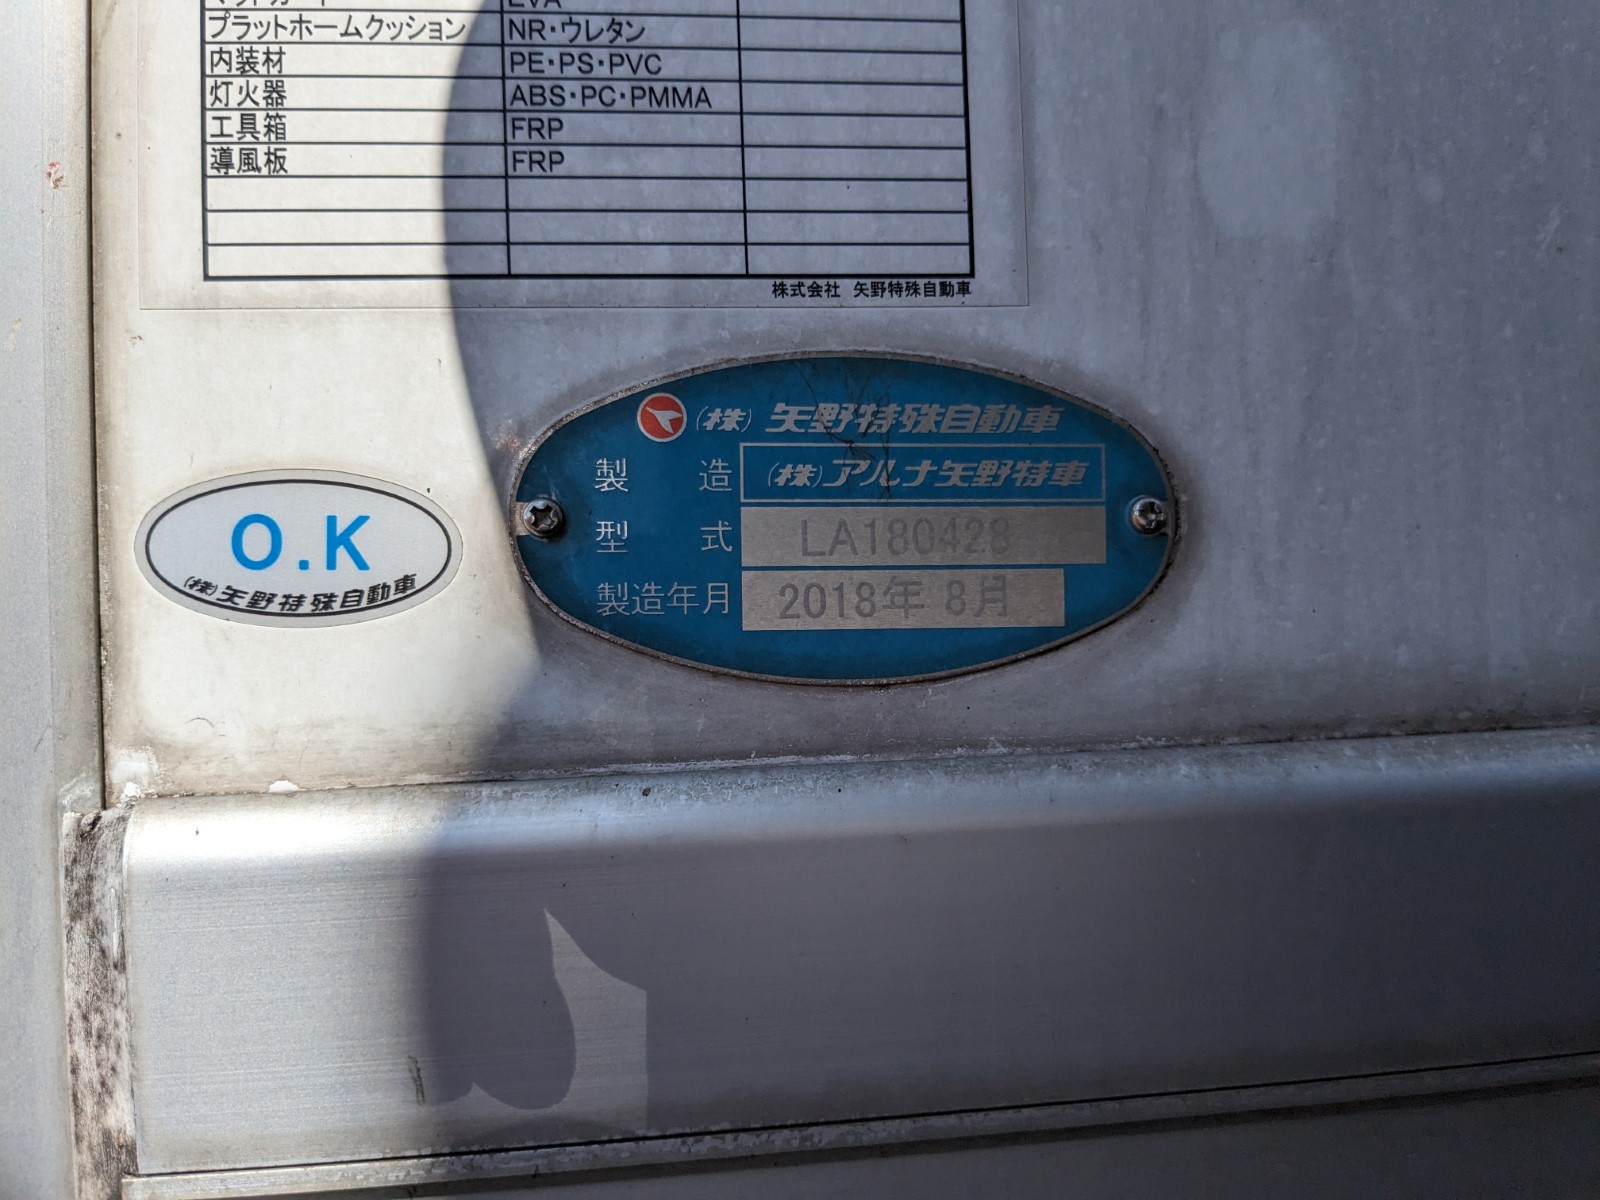 プラットホームクッション NR・ウレタン
内装材 PE・PS・PVC
灯火器 ABS・PC・PMMA
工具箱 FRP
導風板 FRP
株式会社 矢野特殊自動車
(株) 矢野特殊自動車
製造 (株)アルナ矢野特車
型式 LA180428
製造年月 2018年 8月
O.K
(株)矢野特殊自動車